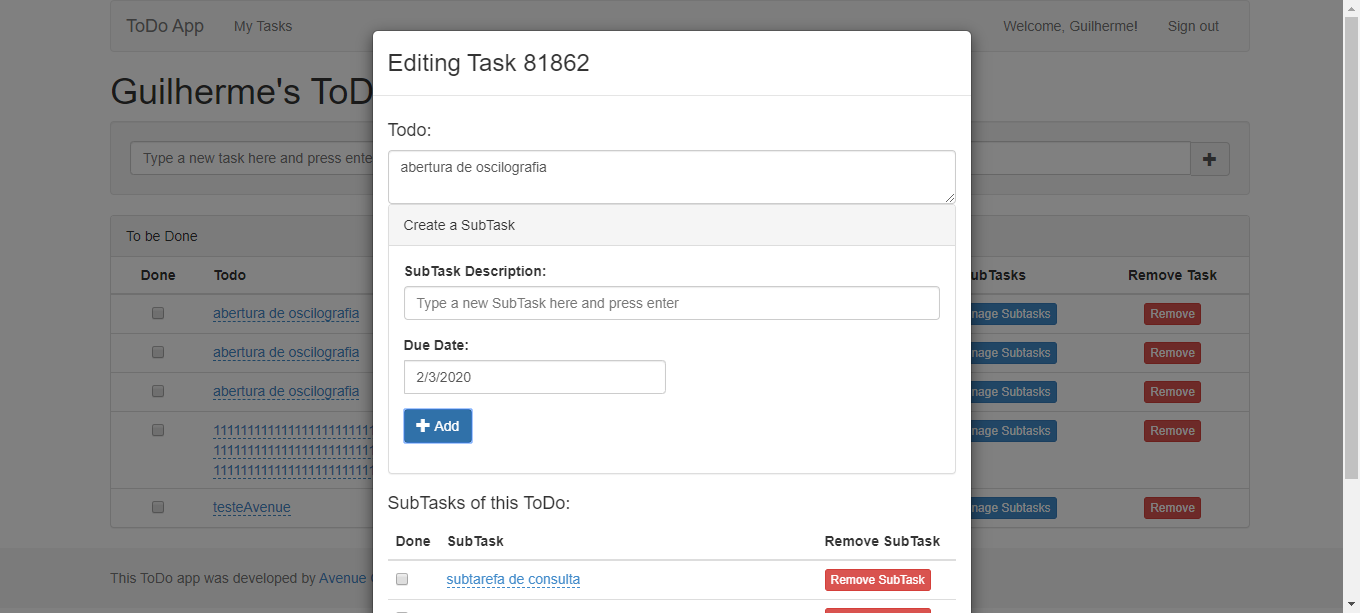 ToDo App My Tasks Welcome, Guilherme! Sign out
Editing Task 81862
Guilherme's ToD
Todo:
Type a new task here and press ente
abertura de oscilografia
Create a SubTask
To be Done
SubTask Description:
Done Todo ubTasks Remove Task
Type a new SubTask here and press enter
abertura de oscilografia nage Subtasks Remove
Due Date:
abertura de oscilografia nage Subtasks Remove
2/3/2020
abertura de oscilografia nage Subtasks Remove
Add
nage Subtasks Remove
SubTasks of this ToDo:
testeAvenue nage Subtasks Remove
Done SubTask Remove SubTask
This ToDo app was developed by Avenue
subtarefa de consulta Remove SubTask